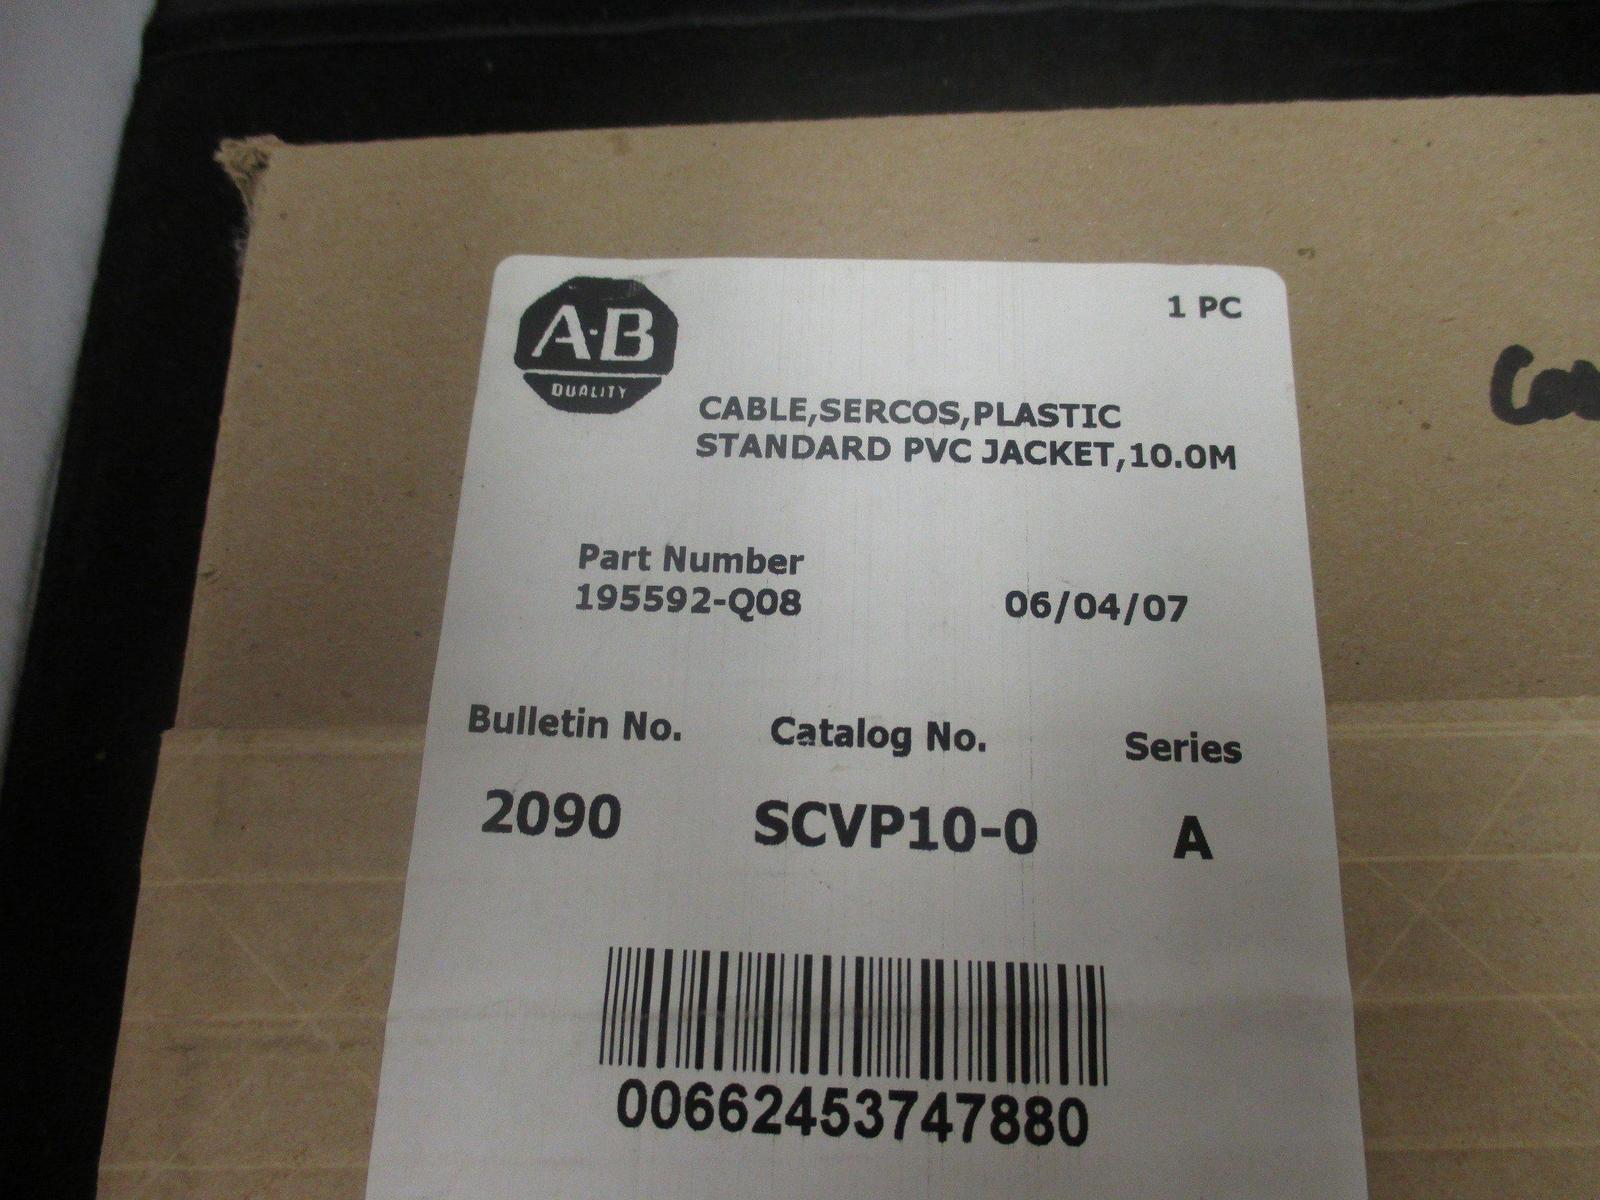 A-B
QUALITY
1 PC
CABLE,SERCOS,PLASTIC
STANDARD PVC JACKET,10.0M
Part Number
195592-Q08
06/04/07
Bulletin No. Catalog No. Series
2090 SCVP10-0 A
00662453747880